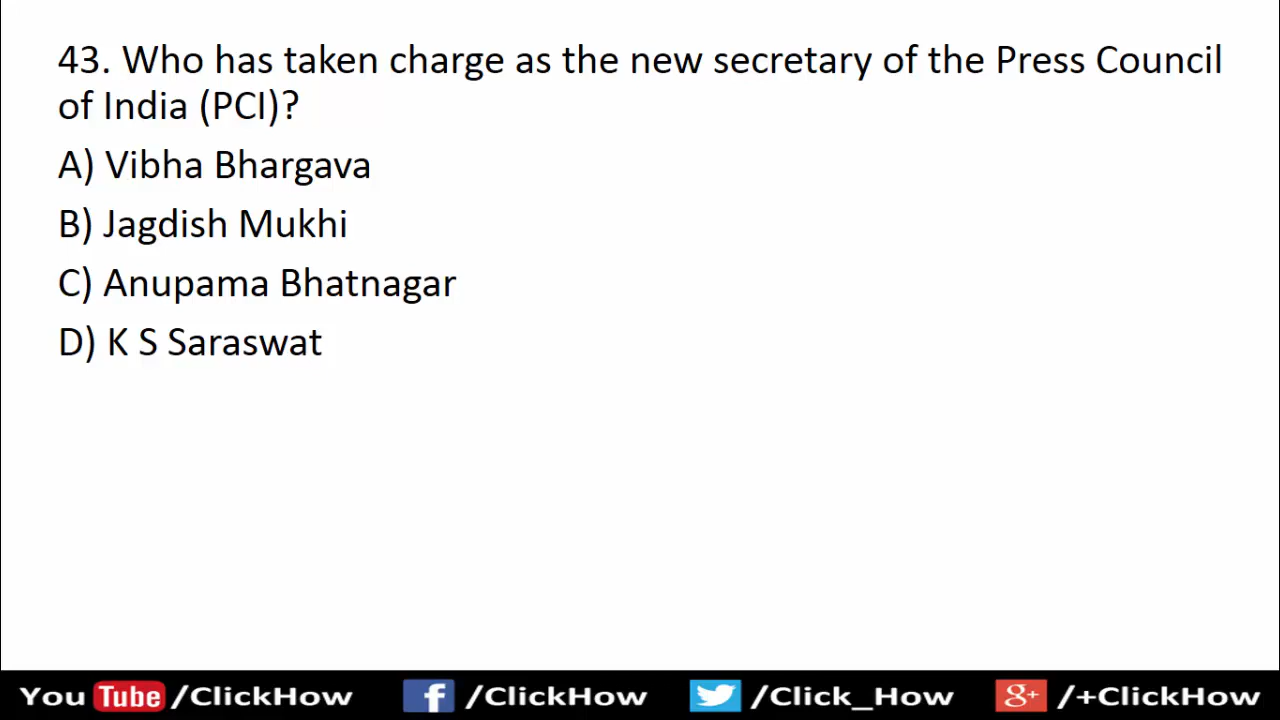 43. Who has taken charge as the new secretary of the Press Council
of India (PCI)?
A) Vibha Bhargava
B) Jagdish Mukhi
C) Anupama Bhatnagar
D) K S Saraswat
You Tube /ClickHow f /ClickHow /Click_How g+ /+ClickHow